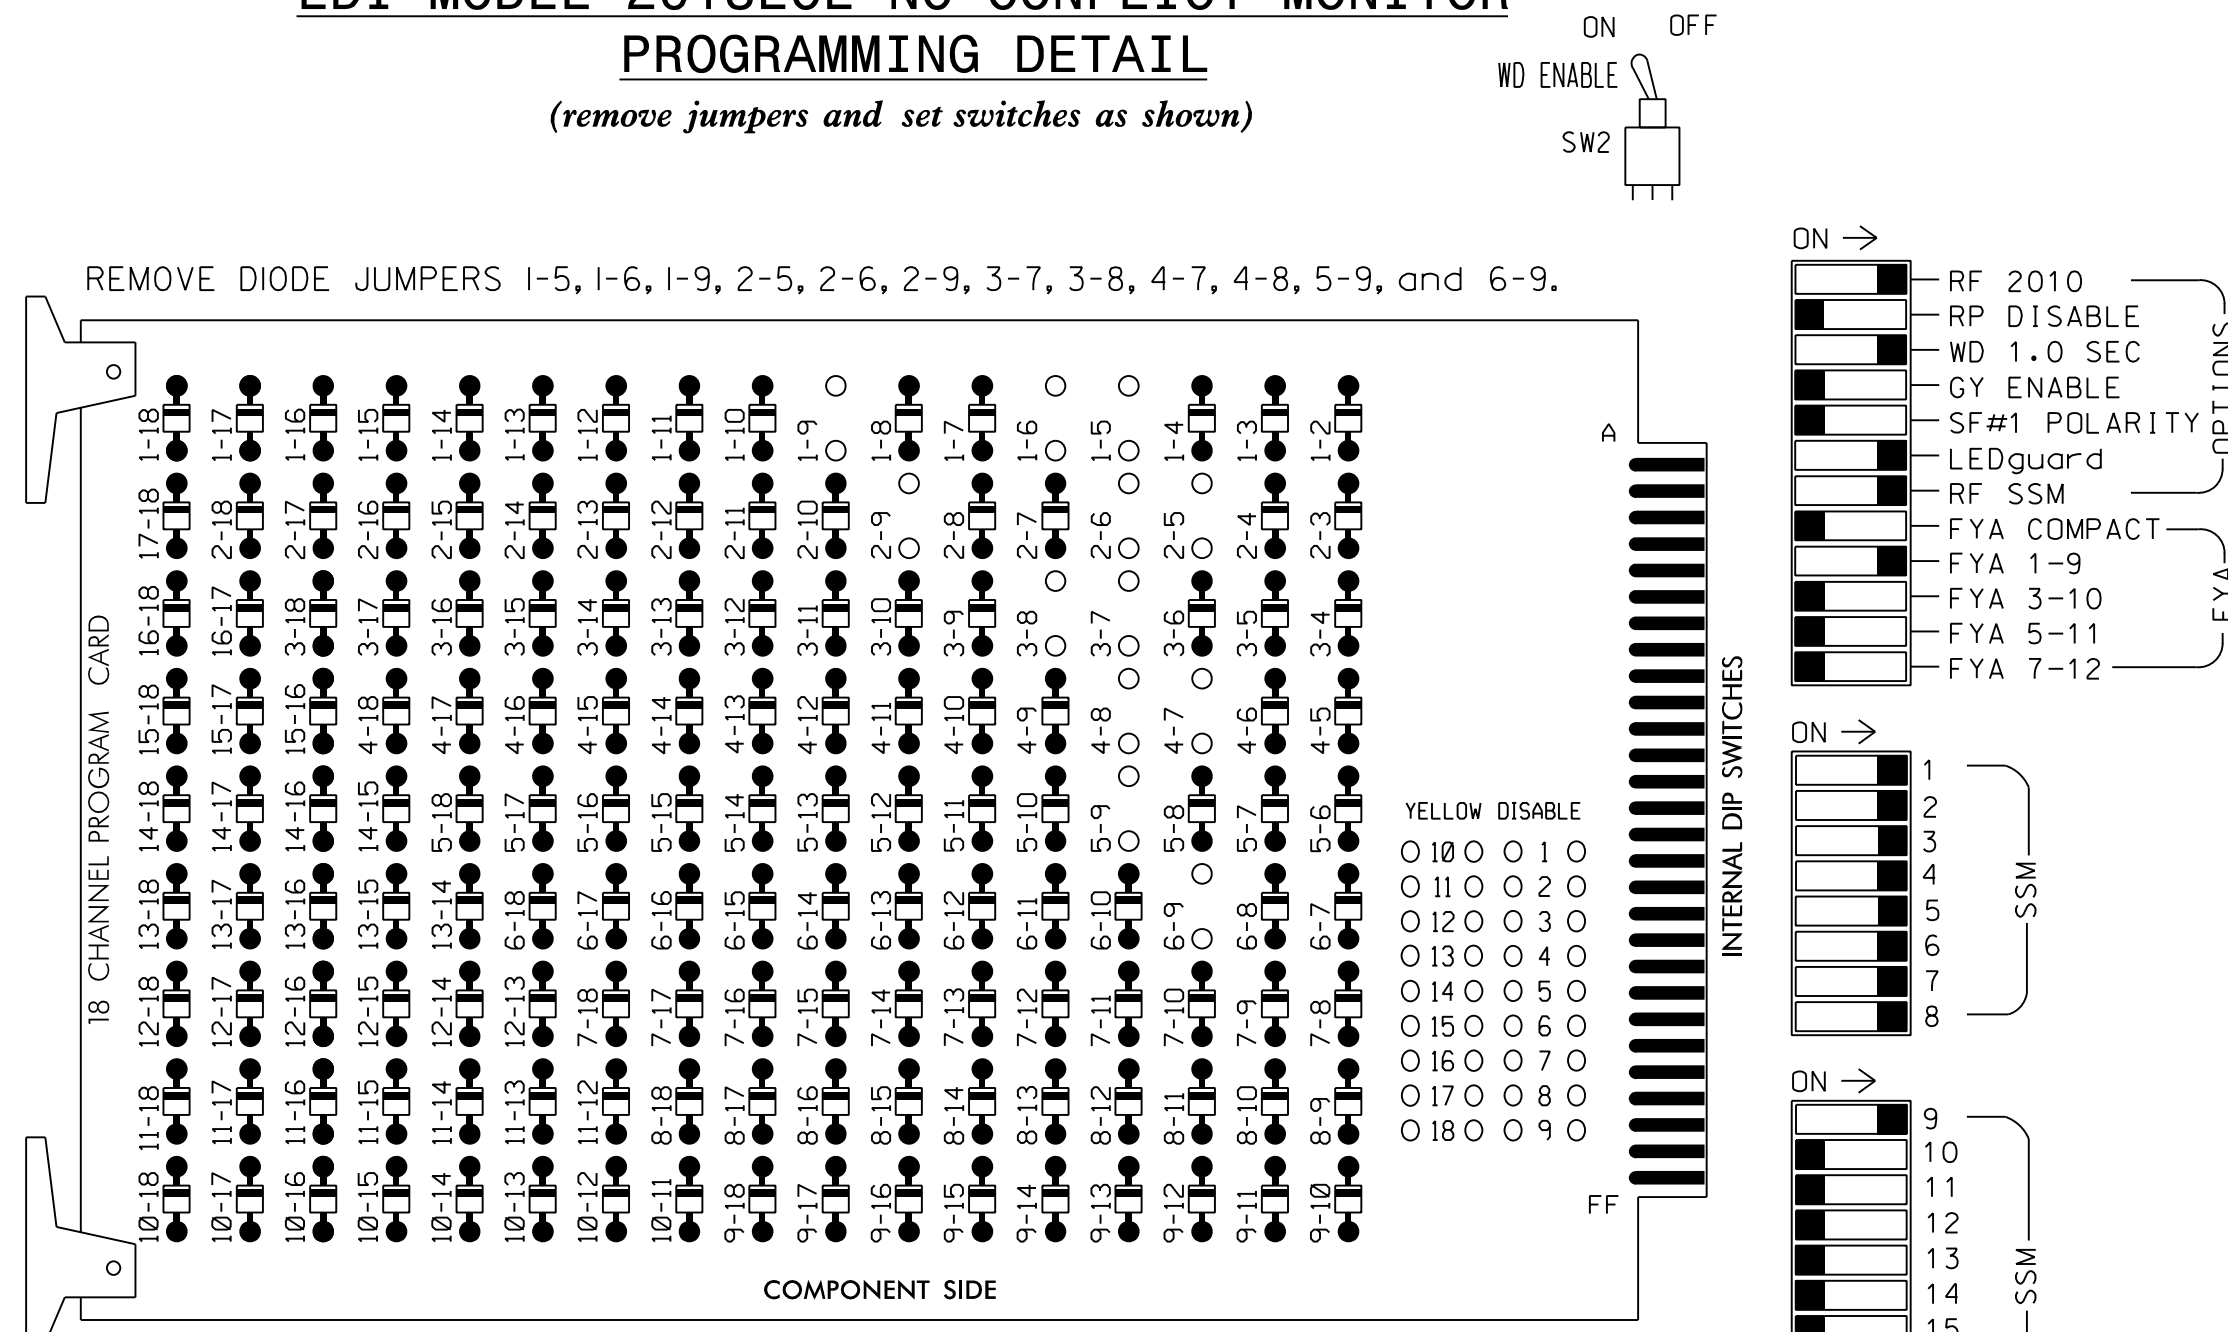 PROGRAMMING DETAIL
(remove jumpers and set switches as shown)
ON OFF
WD ENABLE
SW2
REMOVE DIODE JUMPERS 1-5, 1-6, 1-9, 2-5, 2-6, 2-9, 3-7, 3-8, 4-7, 4-8, 5-9, and 6-9.
18 CHANNEL PROGRAM CARD
1-18 1-17 1-16 1-15 1-14 1-13 1-12 1-11 1-10 1-9 1-8 1-7 1-6 1-5 1-4 1-3 1-2
17-18 2-18 2-17 2-16 2-15 2-14 2-13 2-12 2-11 2-10 2-9 2-8 2-7 2-6 2-5 2-4 2-3
16-18 16-17 3-18 3-17 3-16 3-15 3-14 3-13 3-12 3-11 3-10 3-9 3-8 3-7 3-6 3-5 3-4
15-18 15-17 15-16 4-18 4-17 4-16 4-15 4-14 4-13 4-12 4-11 4-10 4-9 4-8 4-7 4-6 4-5
14-18 14-17 14-16 14-15 5-18 5-17 5-16 5-15 5-14 5-13 5-12 5-11 5-10 5-9 5-8 5-7 5-6
13-18 13-17 13-16 13-15 13-14 6-18 6-17 6-16 6-15 6-14 6-13 6-12 6-11 6-10 6-9 6-8 6-7
12-18 12-17 12-16 12-15 12-14 12-13 7-18 7-17 7-16 7-15 7-14 7-13 7-12 7-11 7-10 7-9 7-8
11-18 11-17 11-16 11-15 11-14 11-13 11-12 8-18 8-17 8-16 8-15 8-14 8-13 8-12 8-11 8-10 8-9
10-18 10-17 10-16 10-15 10-14 10-13 10-12 10-11 9-18 9-17 9-16 9-15 9-14 9-13 9-12 9-11 9-10
COMPONENT SIDE
YELLOW DISABLE
10 1
11 2
12 3
13 4
14 5
15 6
16 7
17 8
18 9
A
FF
INTERNAL DIP SWITCHES
ON →
RF 2010
RP DISABLE
WD 1.0 SEC
GY ENABLE
SF#1 POLARITY
LEDguard
RF SSM
OPTIONS
FYA COMPACT
FYA 1-9
FYA 3-10
FYA 5-11
FYA 7-12
FYA
ON →
1
2
3
4
5
6
7
8
SSM
ON →
9
10
11
12
13
14
15
SSM